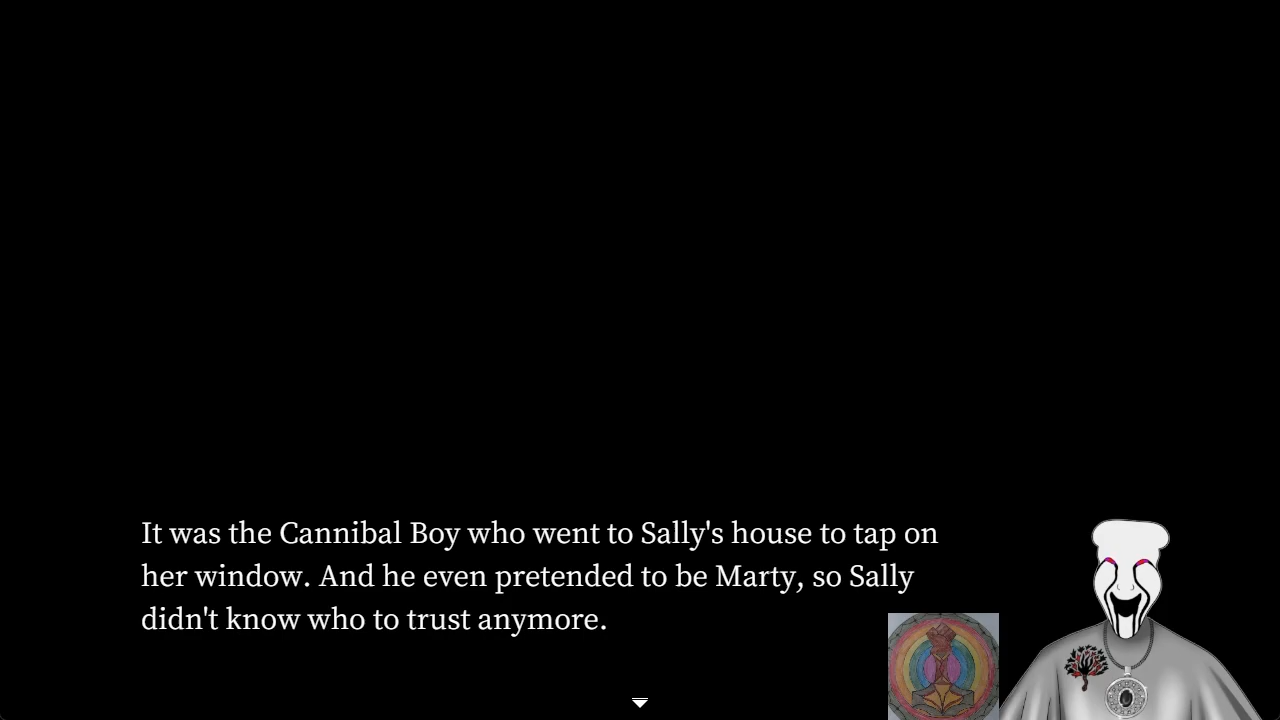 It was the Cannibal Boy who went to Sally's house to tap on
her window. And he even pretended to be Marty, so Sally
didn't know who to trust anymore.